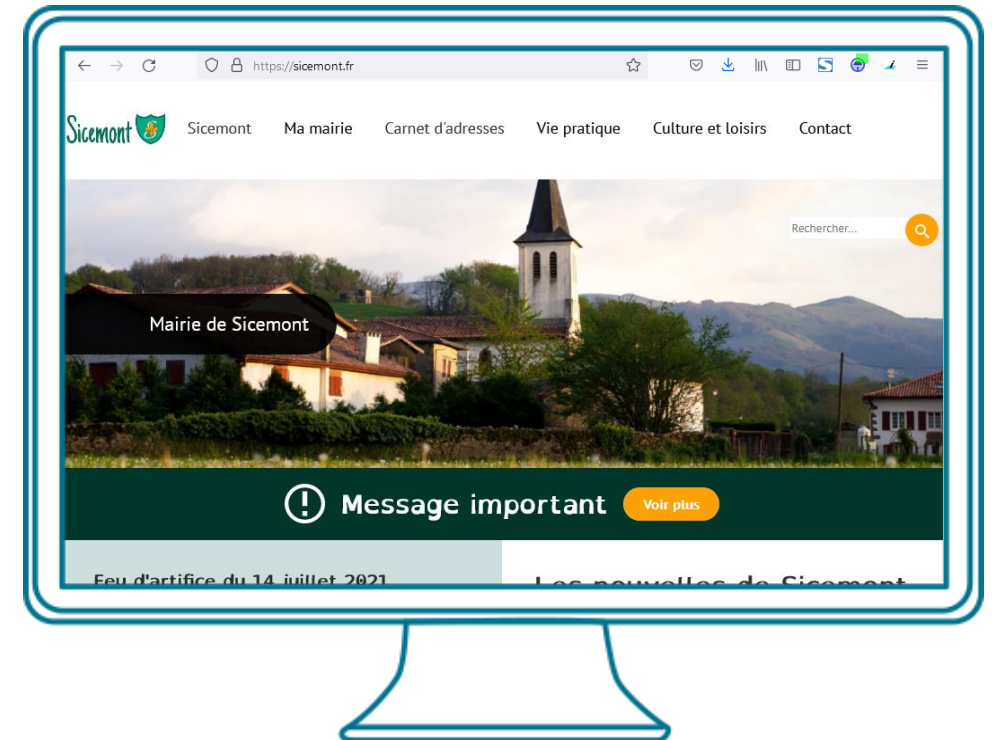 https://sicemont.fr
Sicemont Sicemont Ma mairie Carnet d'adresses Vie pratique Culture et loisirs Contact
Rechercher...
Mairie de Sicemont
Message important Voir plus
Feu d'artifice du 14 juillet 2021
Les nouvelles de Sicemont